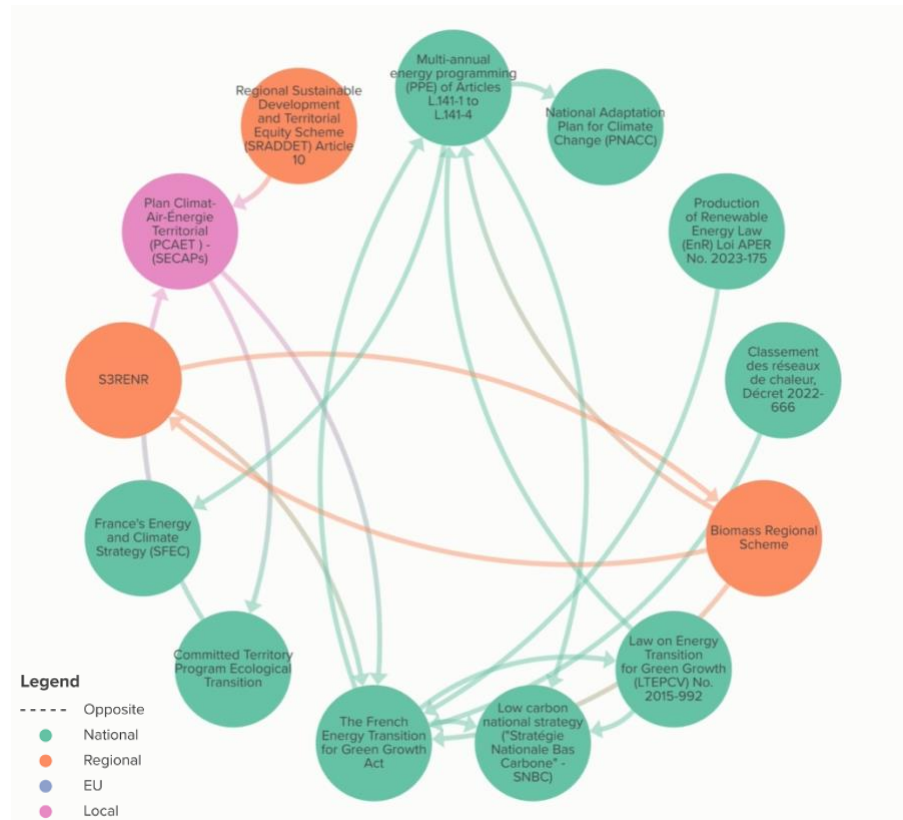 Multi-annual
energy programming
(PPE) of Articles
L.141-1 to
L.141-4
Regional Sustainable
Development
and Territorial
Equity Scheme
(SRADDET) Article
10
National Adaptation
Plan for Climate
Change (PNACC)
Plan Climat-
Air-Énergie
Territorial
(PCAET ) -
(SECAPs)
Production
of Renewable
Energy Law
(EnR) Loi APER
No. 2023-175
S3RENR
Classement
des réseaux
de chaleur,
Décret 2022-
666
France's Energy
and Climate
Strategy (SFEC)
Biomass Regional
Scheme
Committed Territory
Program Ecological
Transition
Law on Energy
Transition
for Green Growth
(LTEPCV) No.
2015-992
The French
Energy Transition
for Green Growth
Act
Low carbon
national strategy
("Stratégie
Nationale Bas
Carbone" -
SNBC)
Legend
Opposite
National
Regional
EU
Local